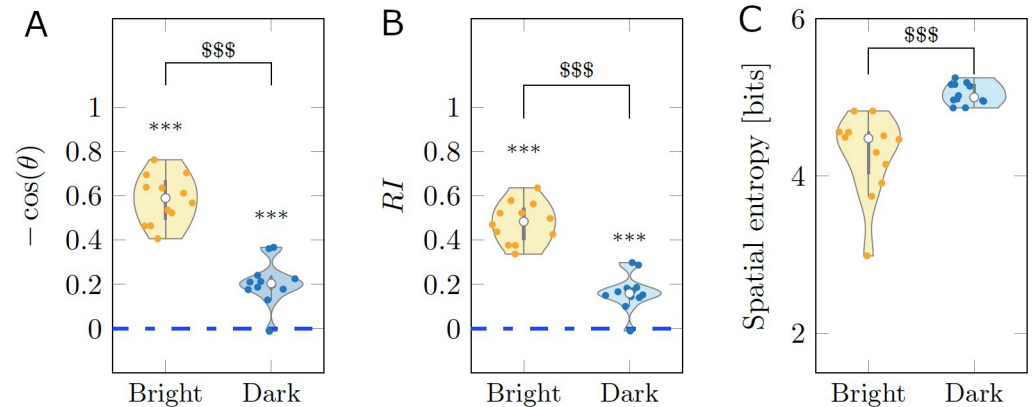 A
− cos(θ)
1
0.8
0.6
0.4
0.2
0
$$$
***
***
Bright Dark
B
RI
1
0.8
0.6
0.4
0.2
0
$$$
***
***
Bright Dark
C
Spatial entropy [bits]
6
4
2
$$$
Bright Dark